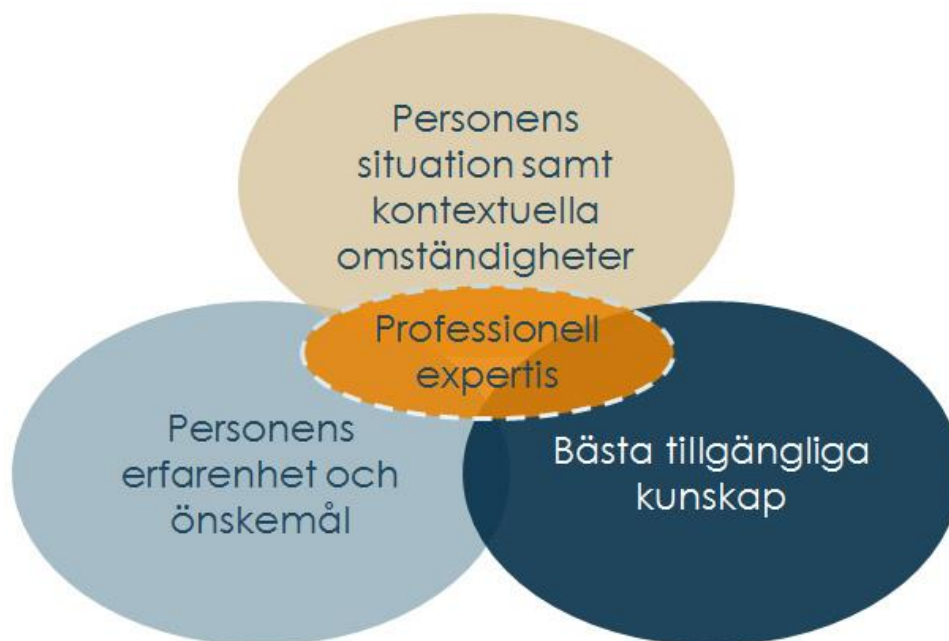 Personens
situation samt
kontextuella
omständigheter
Professionell
expertis
Personens
erfarenhet och
önskemål
Bästa tillgängliga
kunskap